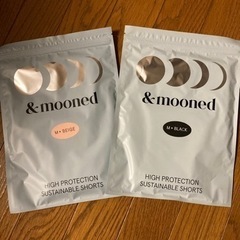 &-mooned
M • BEIGE
HIGH PROTECTION
SUSTAINABLE SHORTS
&-mooned
M • BLACK
HIGH PROTECTION
SUSTAINABLE SHORTS